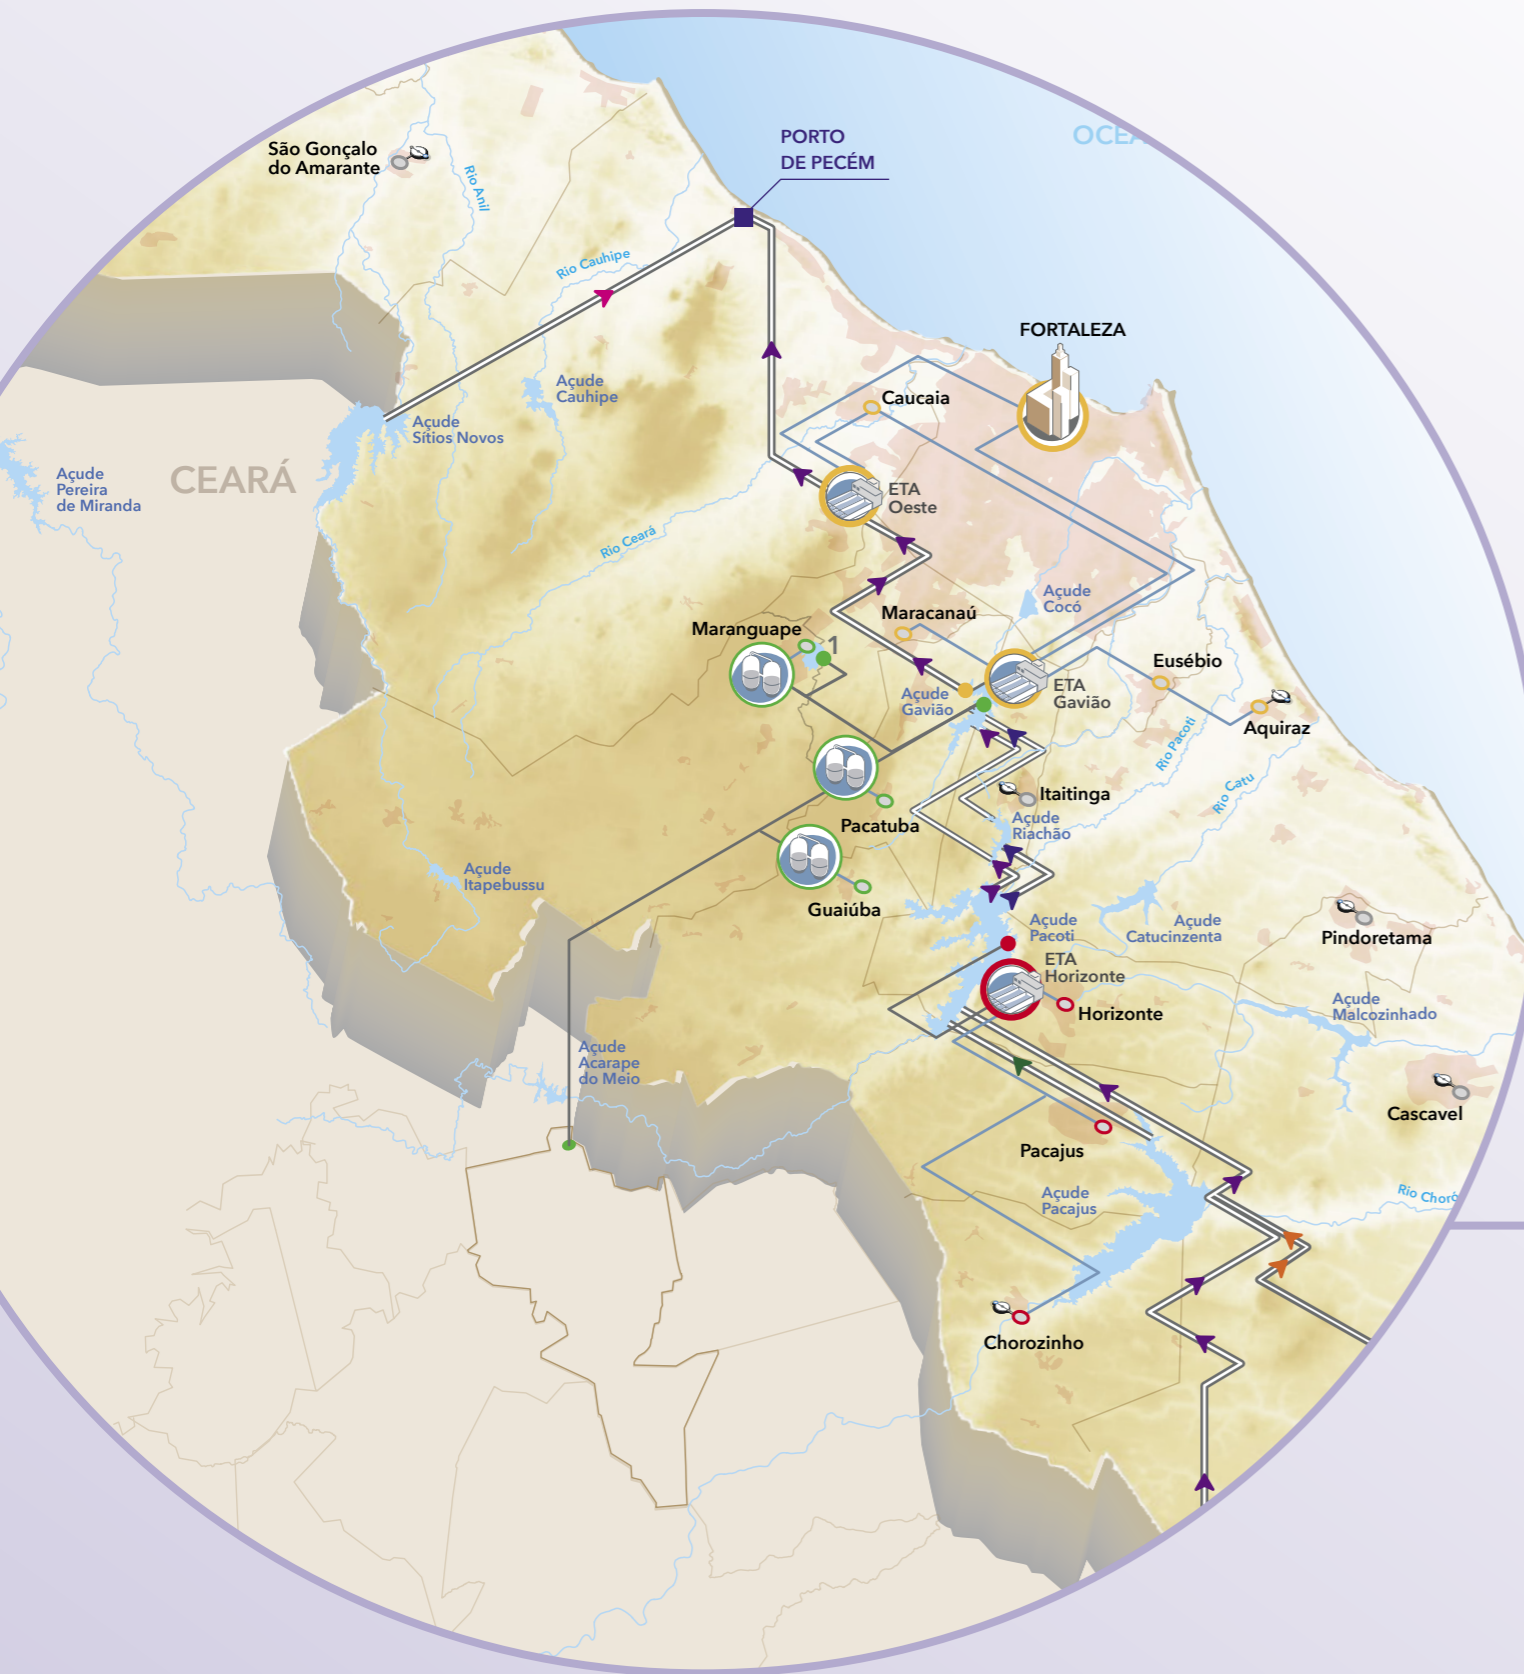 PORTO
DE PECÉM
São Gonçalo
do Amarante
Rio Anil
Rio Cauhipe
FORTALEZA
Açude
Cauhipe
Caucaia
Açude
Sítios Novos
CEARÁ
Açude
Pereira
de Miranda
ETA
Oeste
Rio Ceará
Açude
Cocó
Maracanaú
Maranguape
1
Eusébio
ETA
Gavião
Açude
Gavião
Aquiraz
Rio Pacoti
Rio Catu
Itaitinga
Açude
Riachão
Pacatuba
Açude
Itapebussu
Guaiúba
Açude
Pacoti
Açude
Catucinzenta
Pindoretama
ETA
Horizonte
Horizonte
Açude
Malcozinhado
Açude
Acarape
do Meio
Cascavel
Pacajus
Açude
Pacajus
Rio Choró
Chorozinho